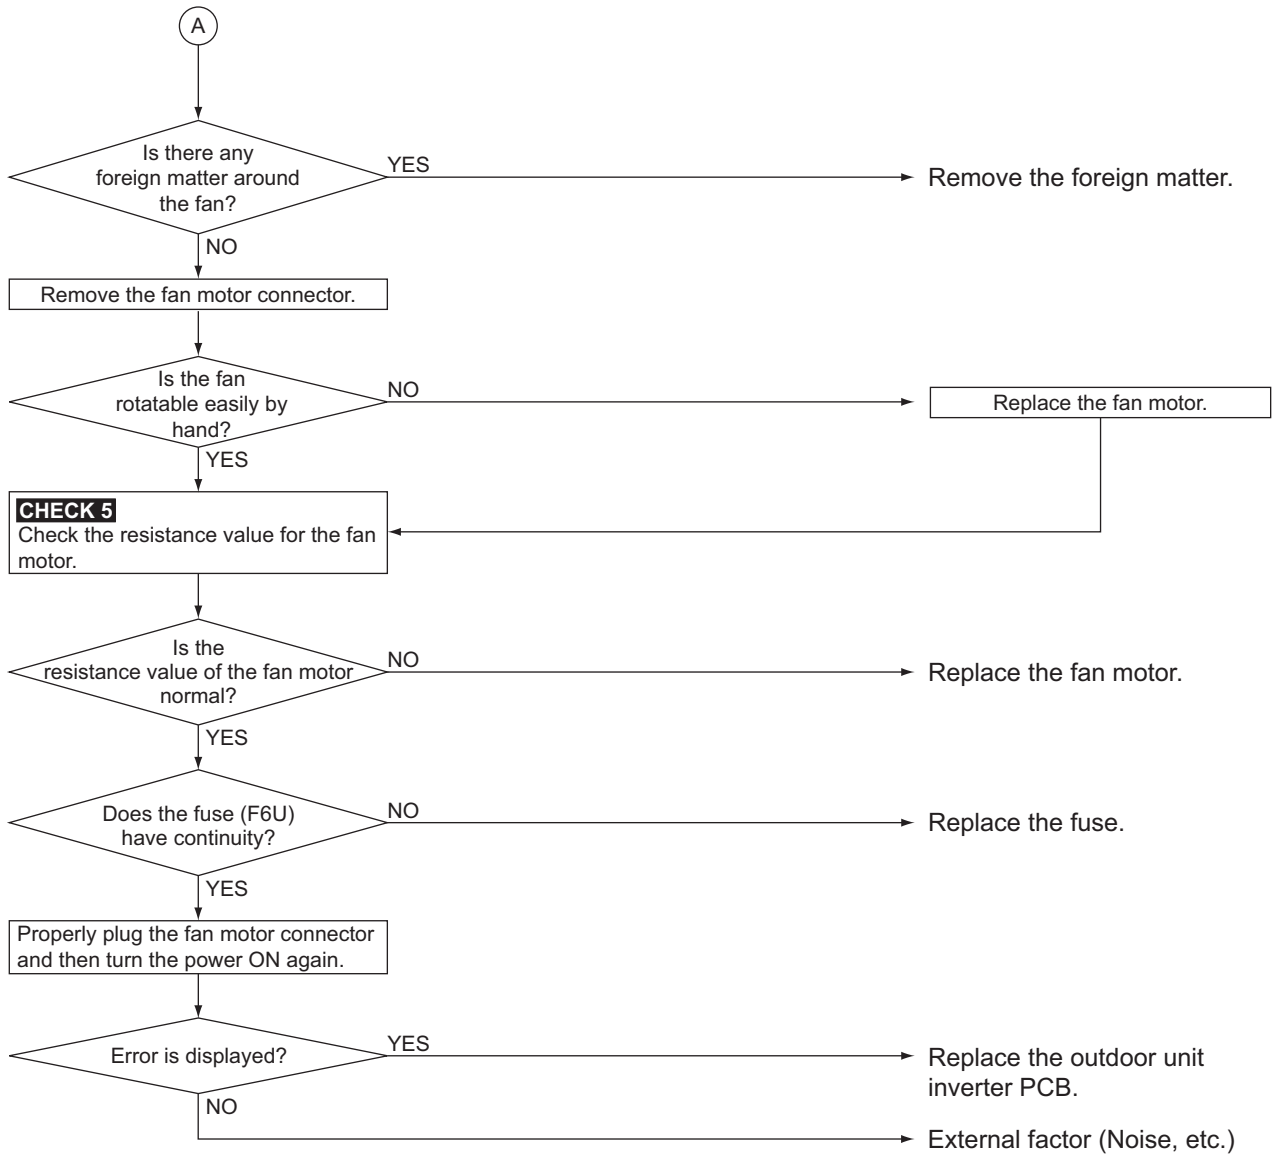 A
Is there any
foreign matter around
the fan?
YES
Remove the foreign matter.
NO
Remove the fan motor connector.
Is the fan
rotatable easily by
hand?
NO
Replace the fan motor.
YES
CHECK 5
Check the resistance value for the fan
motor.
Is the
resistance value of the fan motor
normal?
NO
Replace the fan motor.
YES
Does the fuse (F6U)
have continuity?
NO
Replace the fuse.
YES
Properly plug the fan motor connector
and then turn the power ON again.
Error is displayed?
YES
Replace the outdoor unit
inverter PCB.
NO
External factor (Noise, etc.)